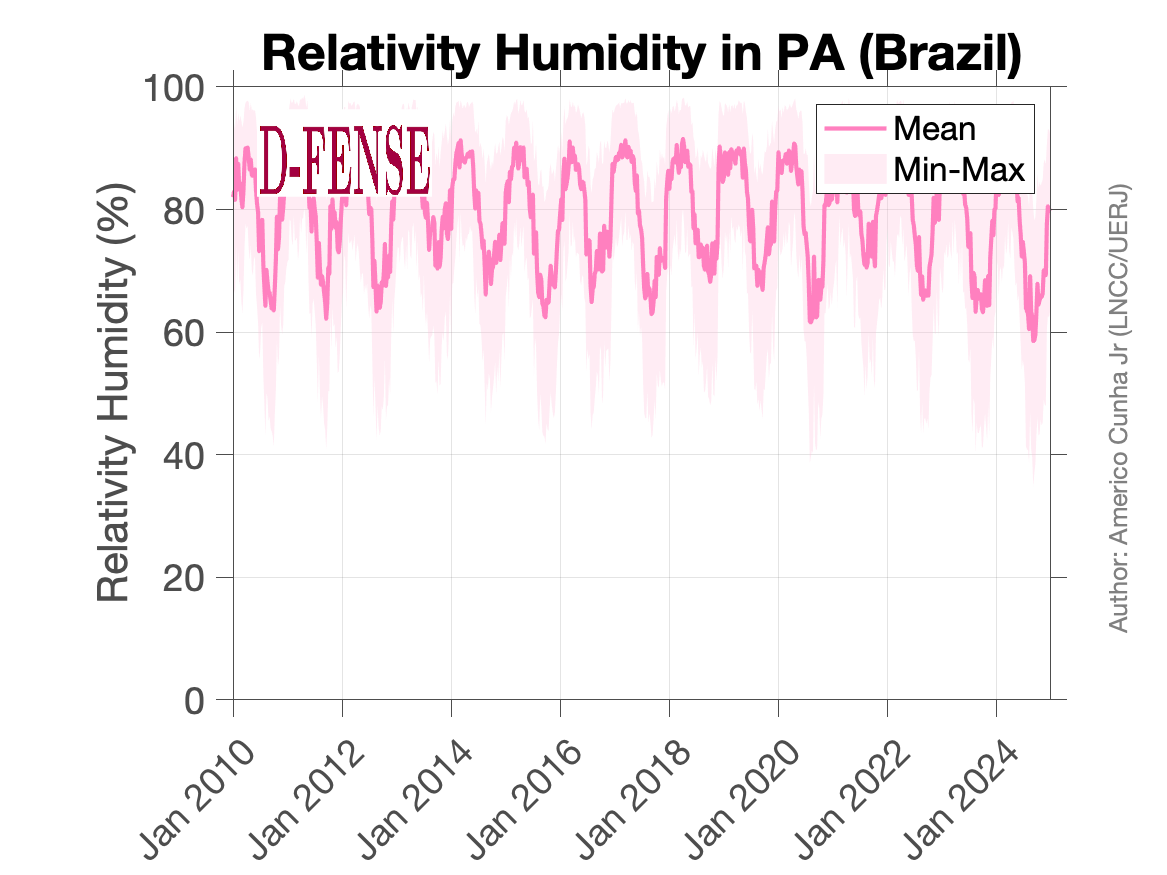 Relativity Humidity in PA (Brazil)
D-FENSE
Mean
Min-Max
Relativity Humidity (%)
100
80
60
40
20
0
Jan 2010
Jan 2012
Jan 2014
Jan 2016
Jan 2018
Jan 2020
Jan 2022
Jan 2024
Author: Americo Cunha Jr (LNCC/UERJ)